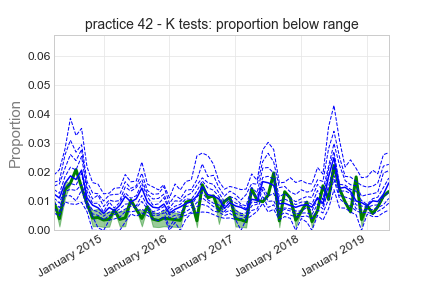 practice 42 - K tests: proportion below range
Proportion
0.06
0.05
0.04
0.03
0.02
0.01
0.00
January 2015
January 2016
January 2017
January 2018
January 2019